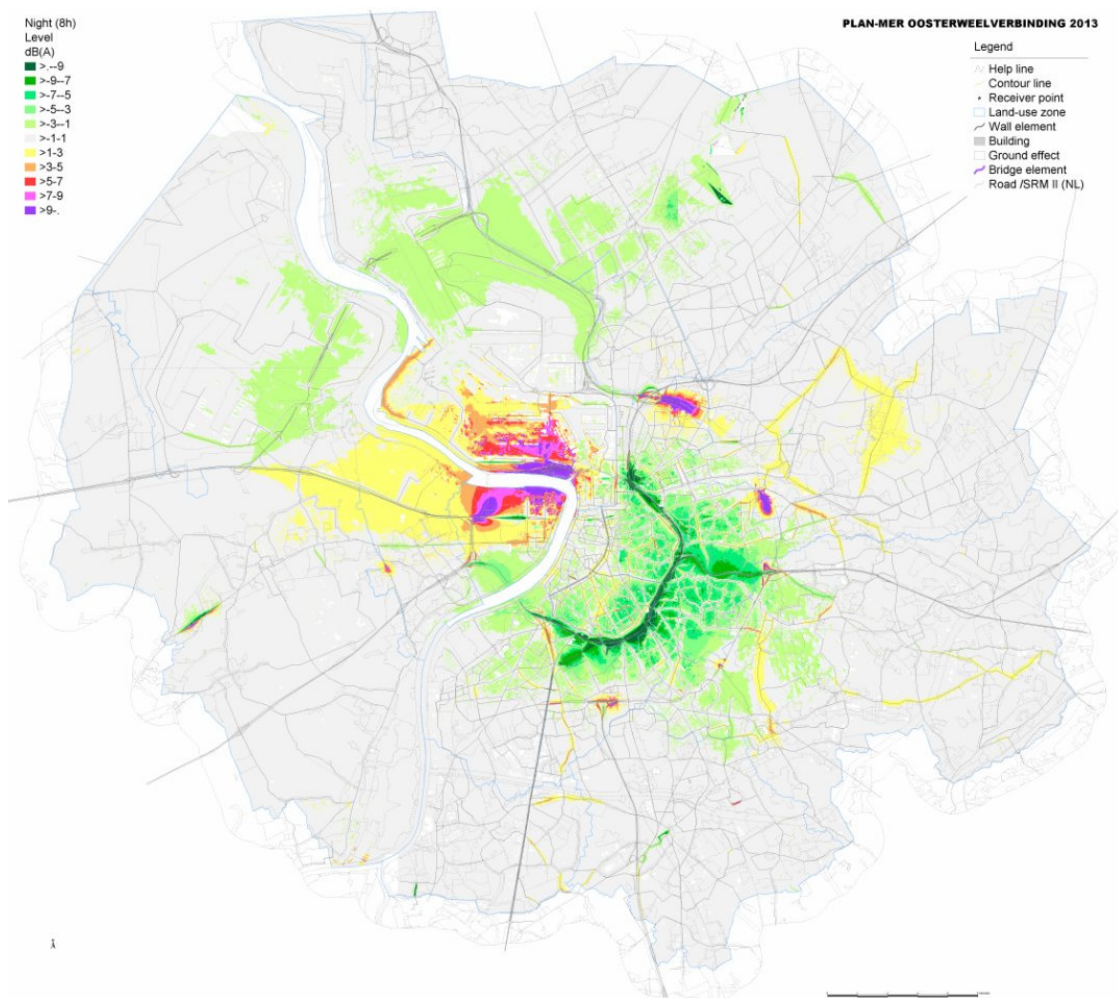 Night (8h)
Level
dB(A)
>.--9
>-9--7
>-7--5
>-5--3
>-3--1
>-1-1
>1-3
>3-5
>5-7
>7-9
>9-.
PLAN-MER OOSTERWEELVERBINDING 2013
Legend
Help line
Contour line
Receiver point
Land-use zone
Wall element
Building
Ground effect
Bridge element
Road /SRM II (NL)